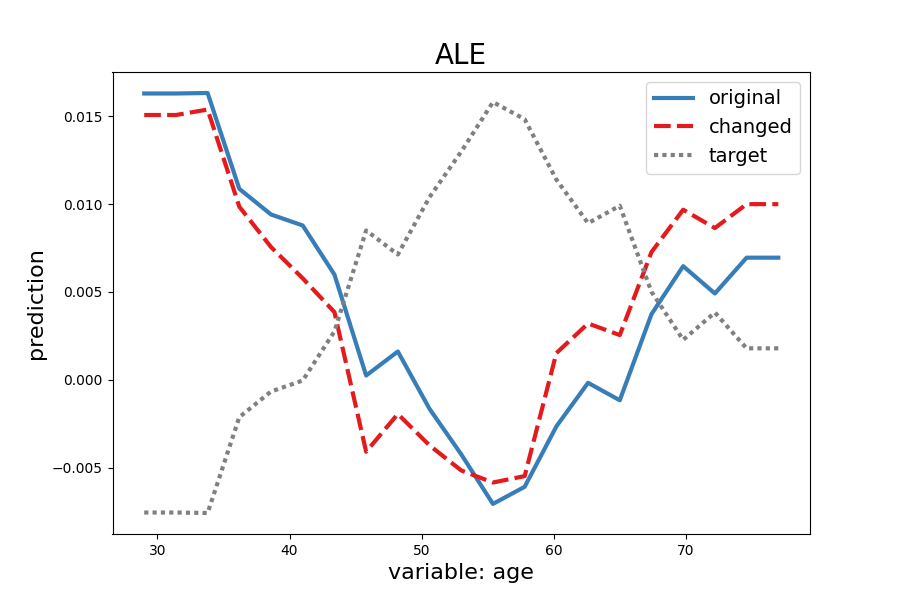 ALE
original
changed
target
0.015
0.010
0.005
0.000
−0.005
prediction
30 40 50 60 70
variable: age